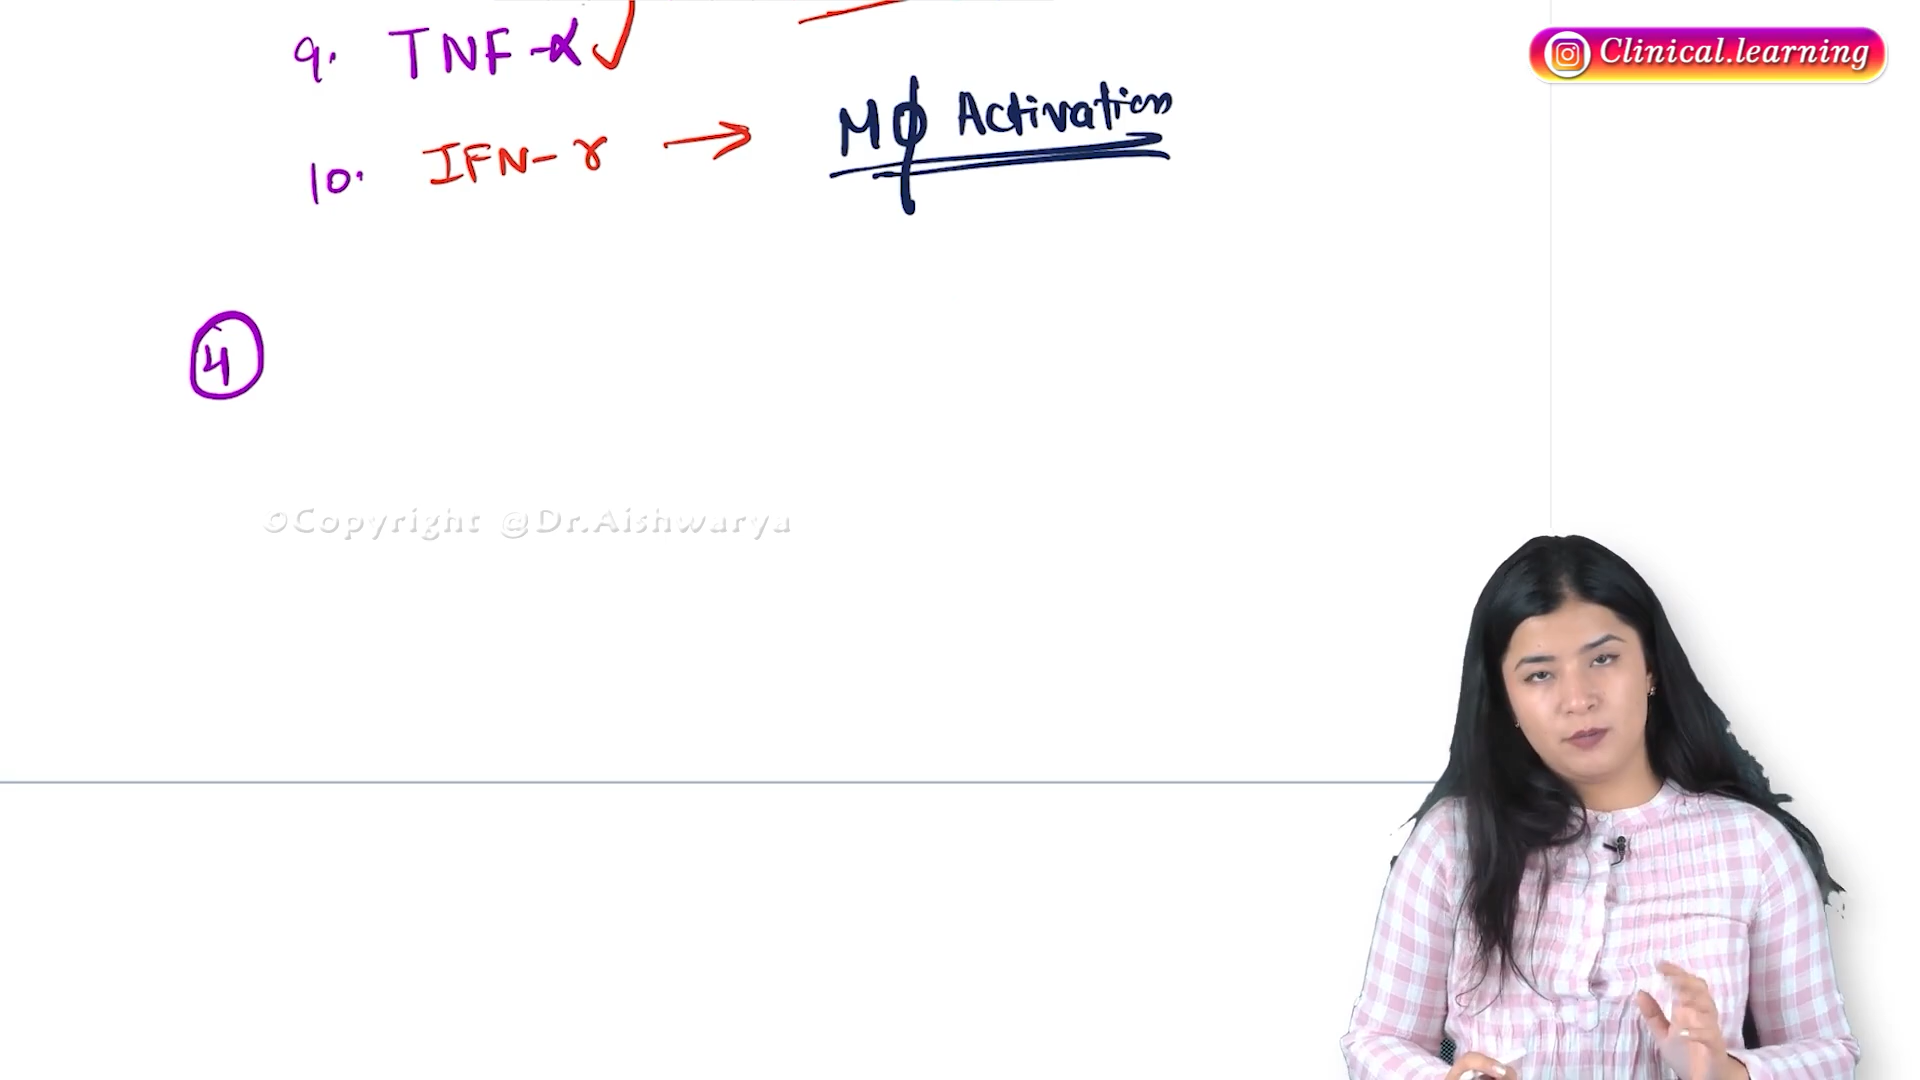 9. TNF-α ✓
Clinical.learning
10. IFN-γ → Mϕ Activation
4
©Copyright @Dr.Aishwarya